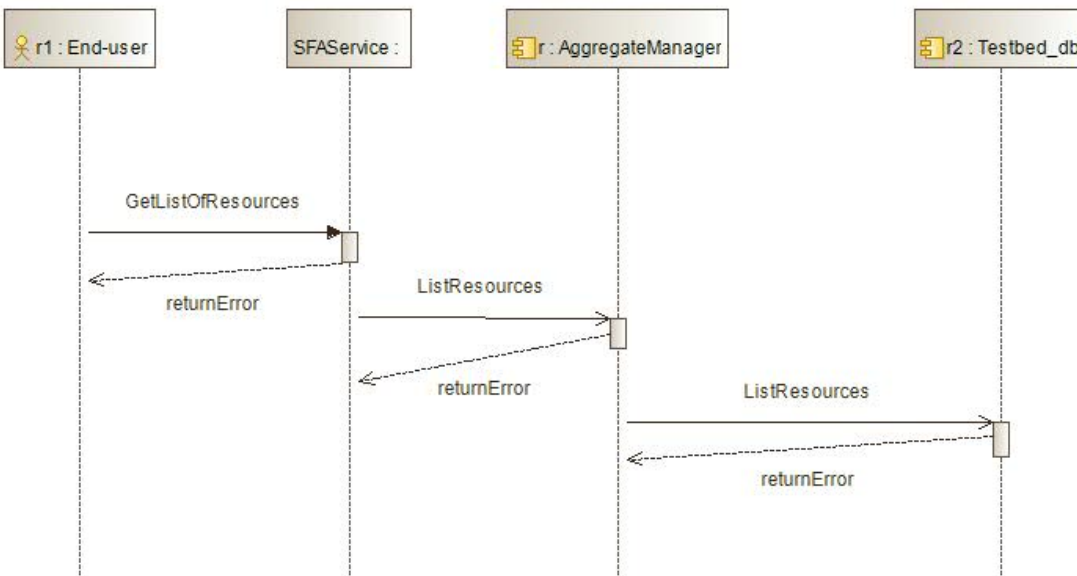 r1 : End-user
SFAService :
r : AggregateManager
r2 : Testbed_db
GetListOfResources
returnError
ListResources
returnError
ListResources
returnError